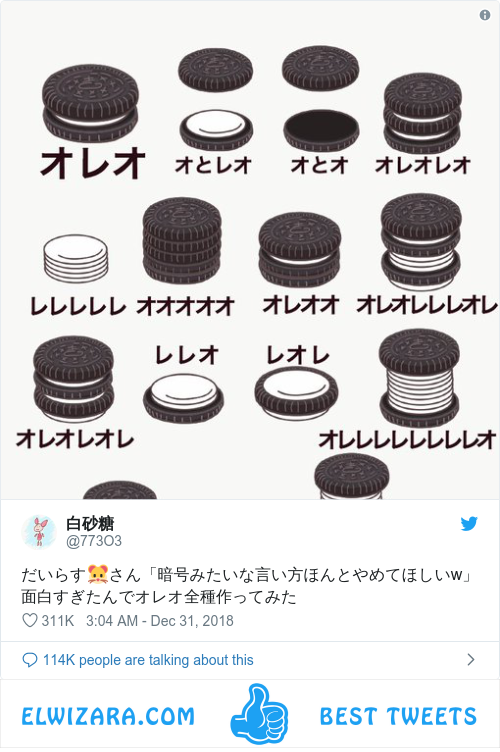 オレオ
オとレオ
オとオ
オレオレオ
レレレレレ
オオオオオ
オレオオ
オレオレレレオレ
レレオ
レオレ
オレオレオレ
オレレレレレレレオ
白砂糖
@773O3
だいらす🐹さん「暗号みたいな言い方ほんとやめてほしいw」
面白すぎたんでオレオ全種作ってみた
311K 3:04 AM - Dec 31, 2018
114K people are talking about this
ELWIZARA.COM
BEST TWEETS